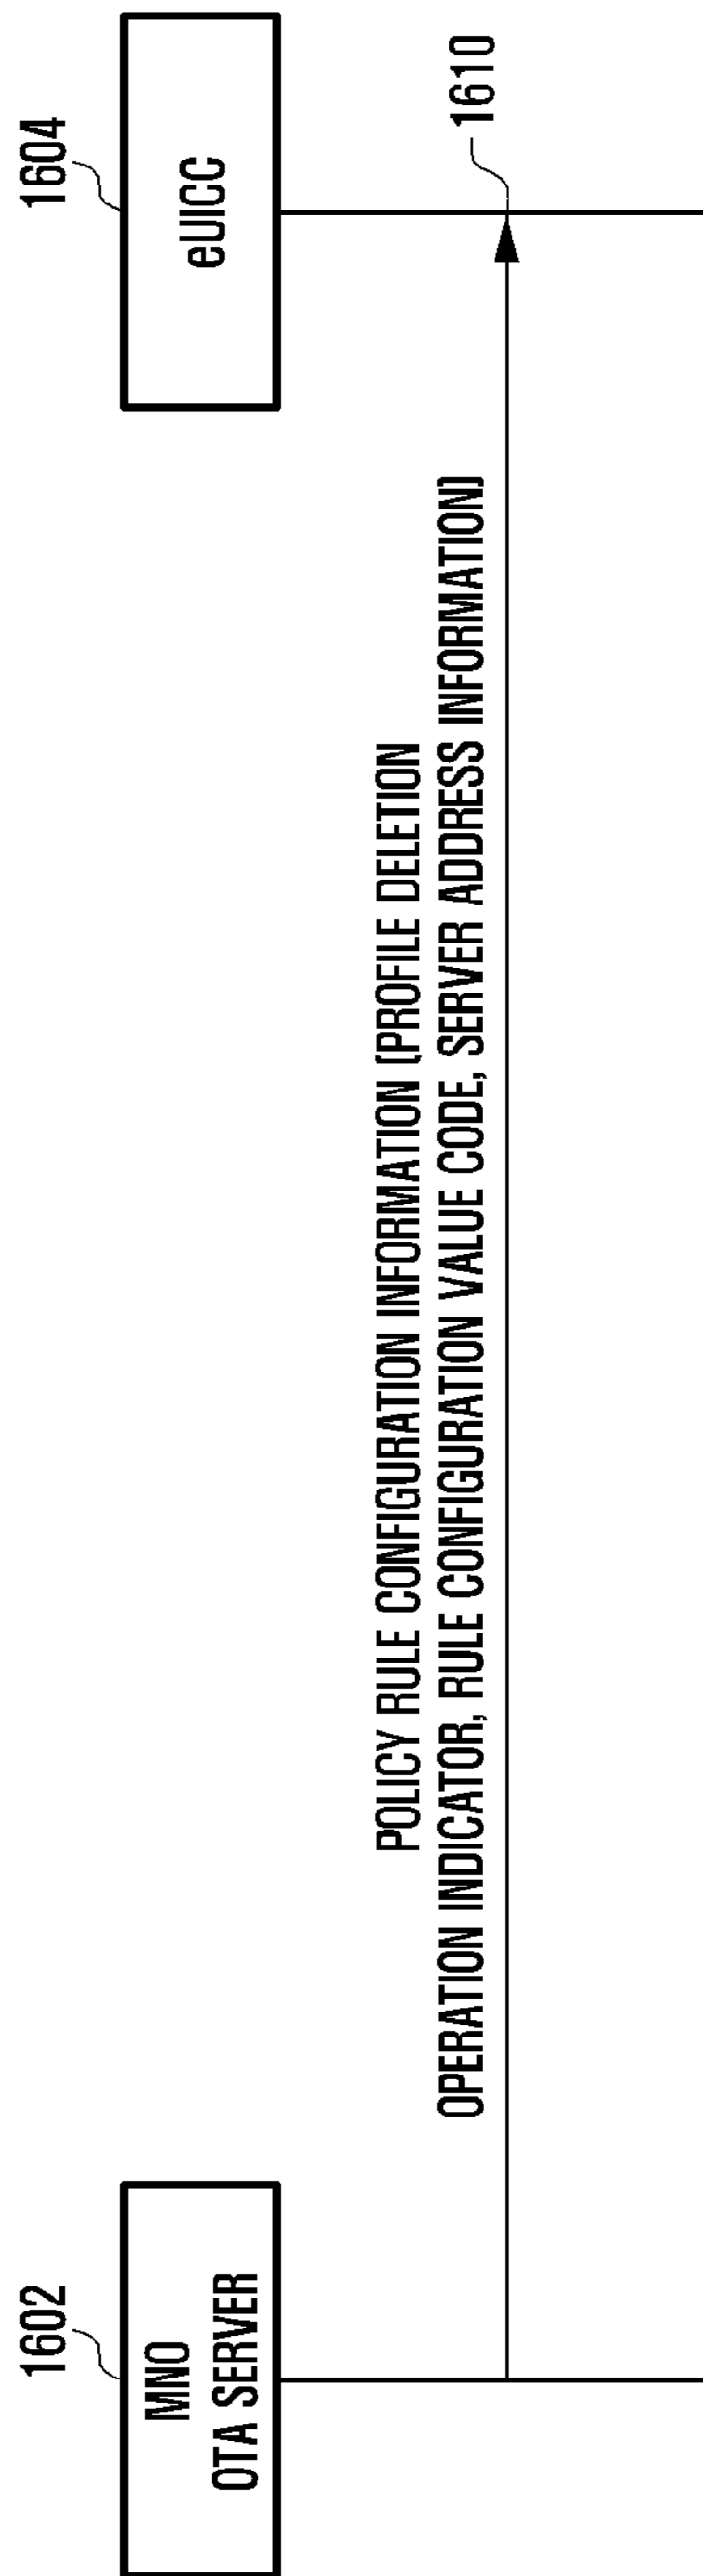 1602
1604
MNO
OTA SERVER
eUICC
POLICY RULE CONFIGURATION INFORMATION (PROFILE DELETION
OPERATION INDICATOR, RULE CONFIGURATION VALUE CODE, SERVER ADDRESS INFORMATION)
1610